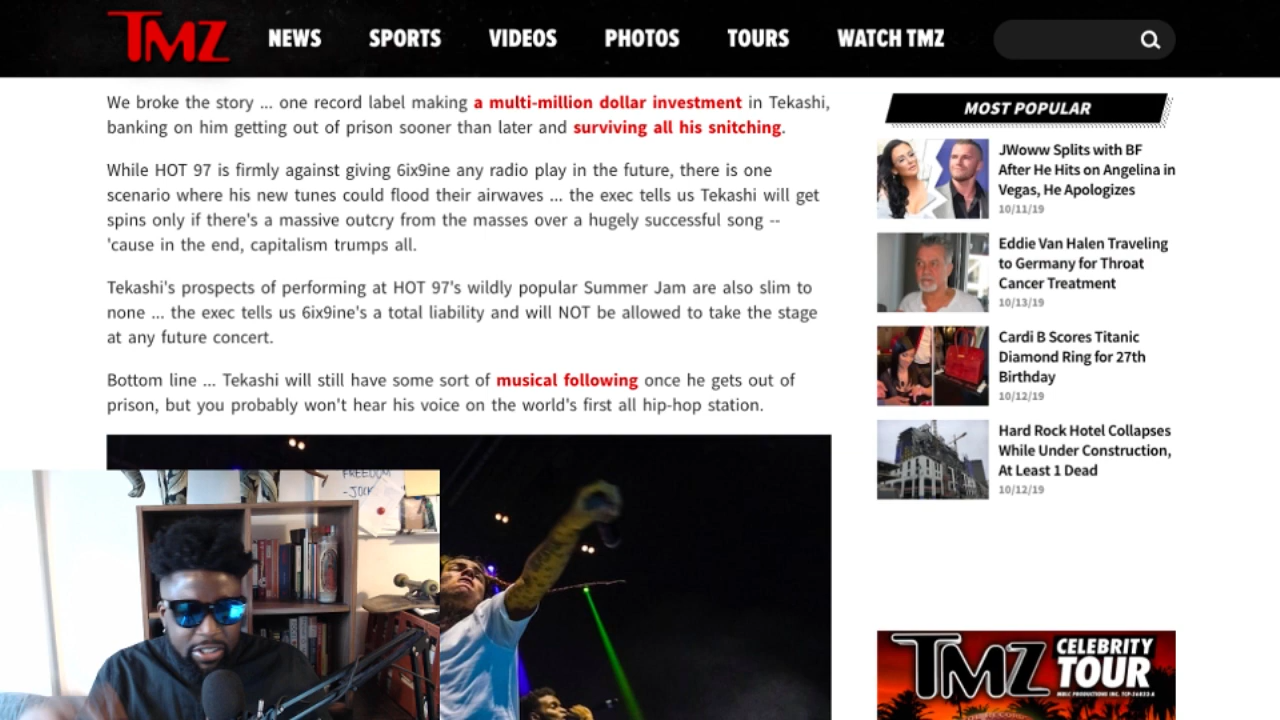 TMZ
NEWS
SPORTS
VIDEOS
PHOTOS
TOURS
WATCH TMZ
We broke the story ... one record label making a multi-million dollar investment in Tekashi,
banking on him getting out of prison sooner than later and surviving all his snitching.
While HOT 97 is firmly against giving 6ix9ine any radio play in the future, there is one
scenario where his new tunes could flood their airwaves ... the exec tells us Tekashi will get
spins only if there's a massive outcry from the masses over a hugely successful song --
'cause in the end, capitalism trumps all.
Tekashi's prospects of performing at HOT 97's wildly popular Summer Jam are also slim to
none ... the exec tells us 6ix9ine's a total liability and will NOT be allowed to take the stage
at any future concert.
Bottom line ... Tekashi will still have some sort of musical following once he gets out of
prison, but you probably won't hear his voice on the world's first all hip-hop station.
FREEDOM
MOST POPULAR
JWoww Splits with BF
After He Hits on Angelina in
Vegas, He Apologizes
10/11/19
Eddie Van Halen Traveling
to Germany for Throat
Cancer Treatment
10/13/19
Cardi B Scores Titanic
Diamond Ring for 27th
Birthday
10/12/19
Hard Rock Hotel Collapses
While Under Construction,
At Least 1 Dead
10/12/19
TMZ
CELEBRITY
TOUR